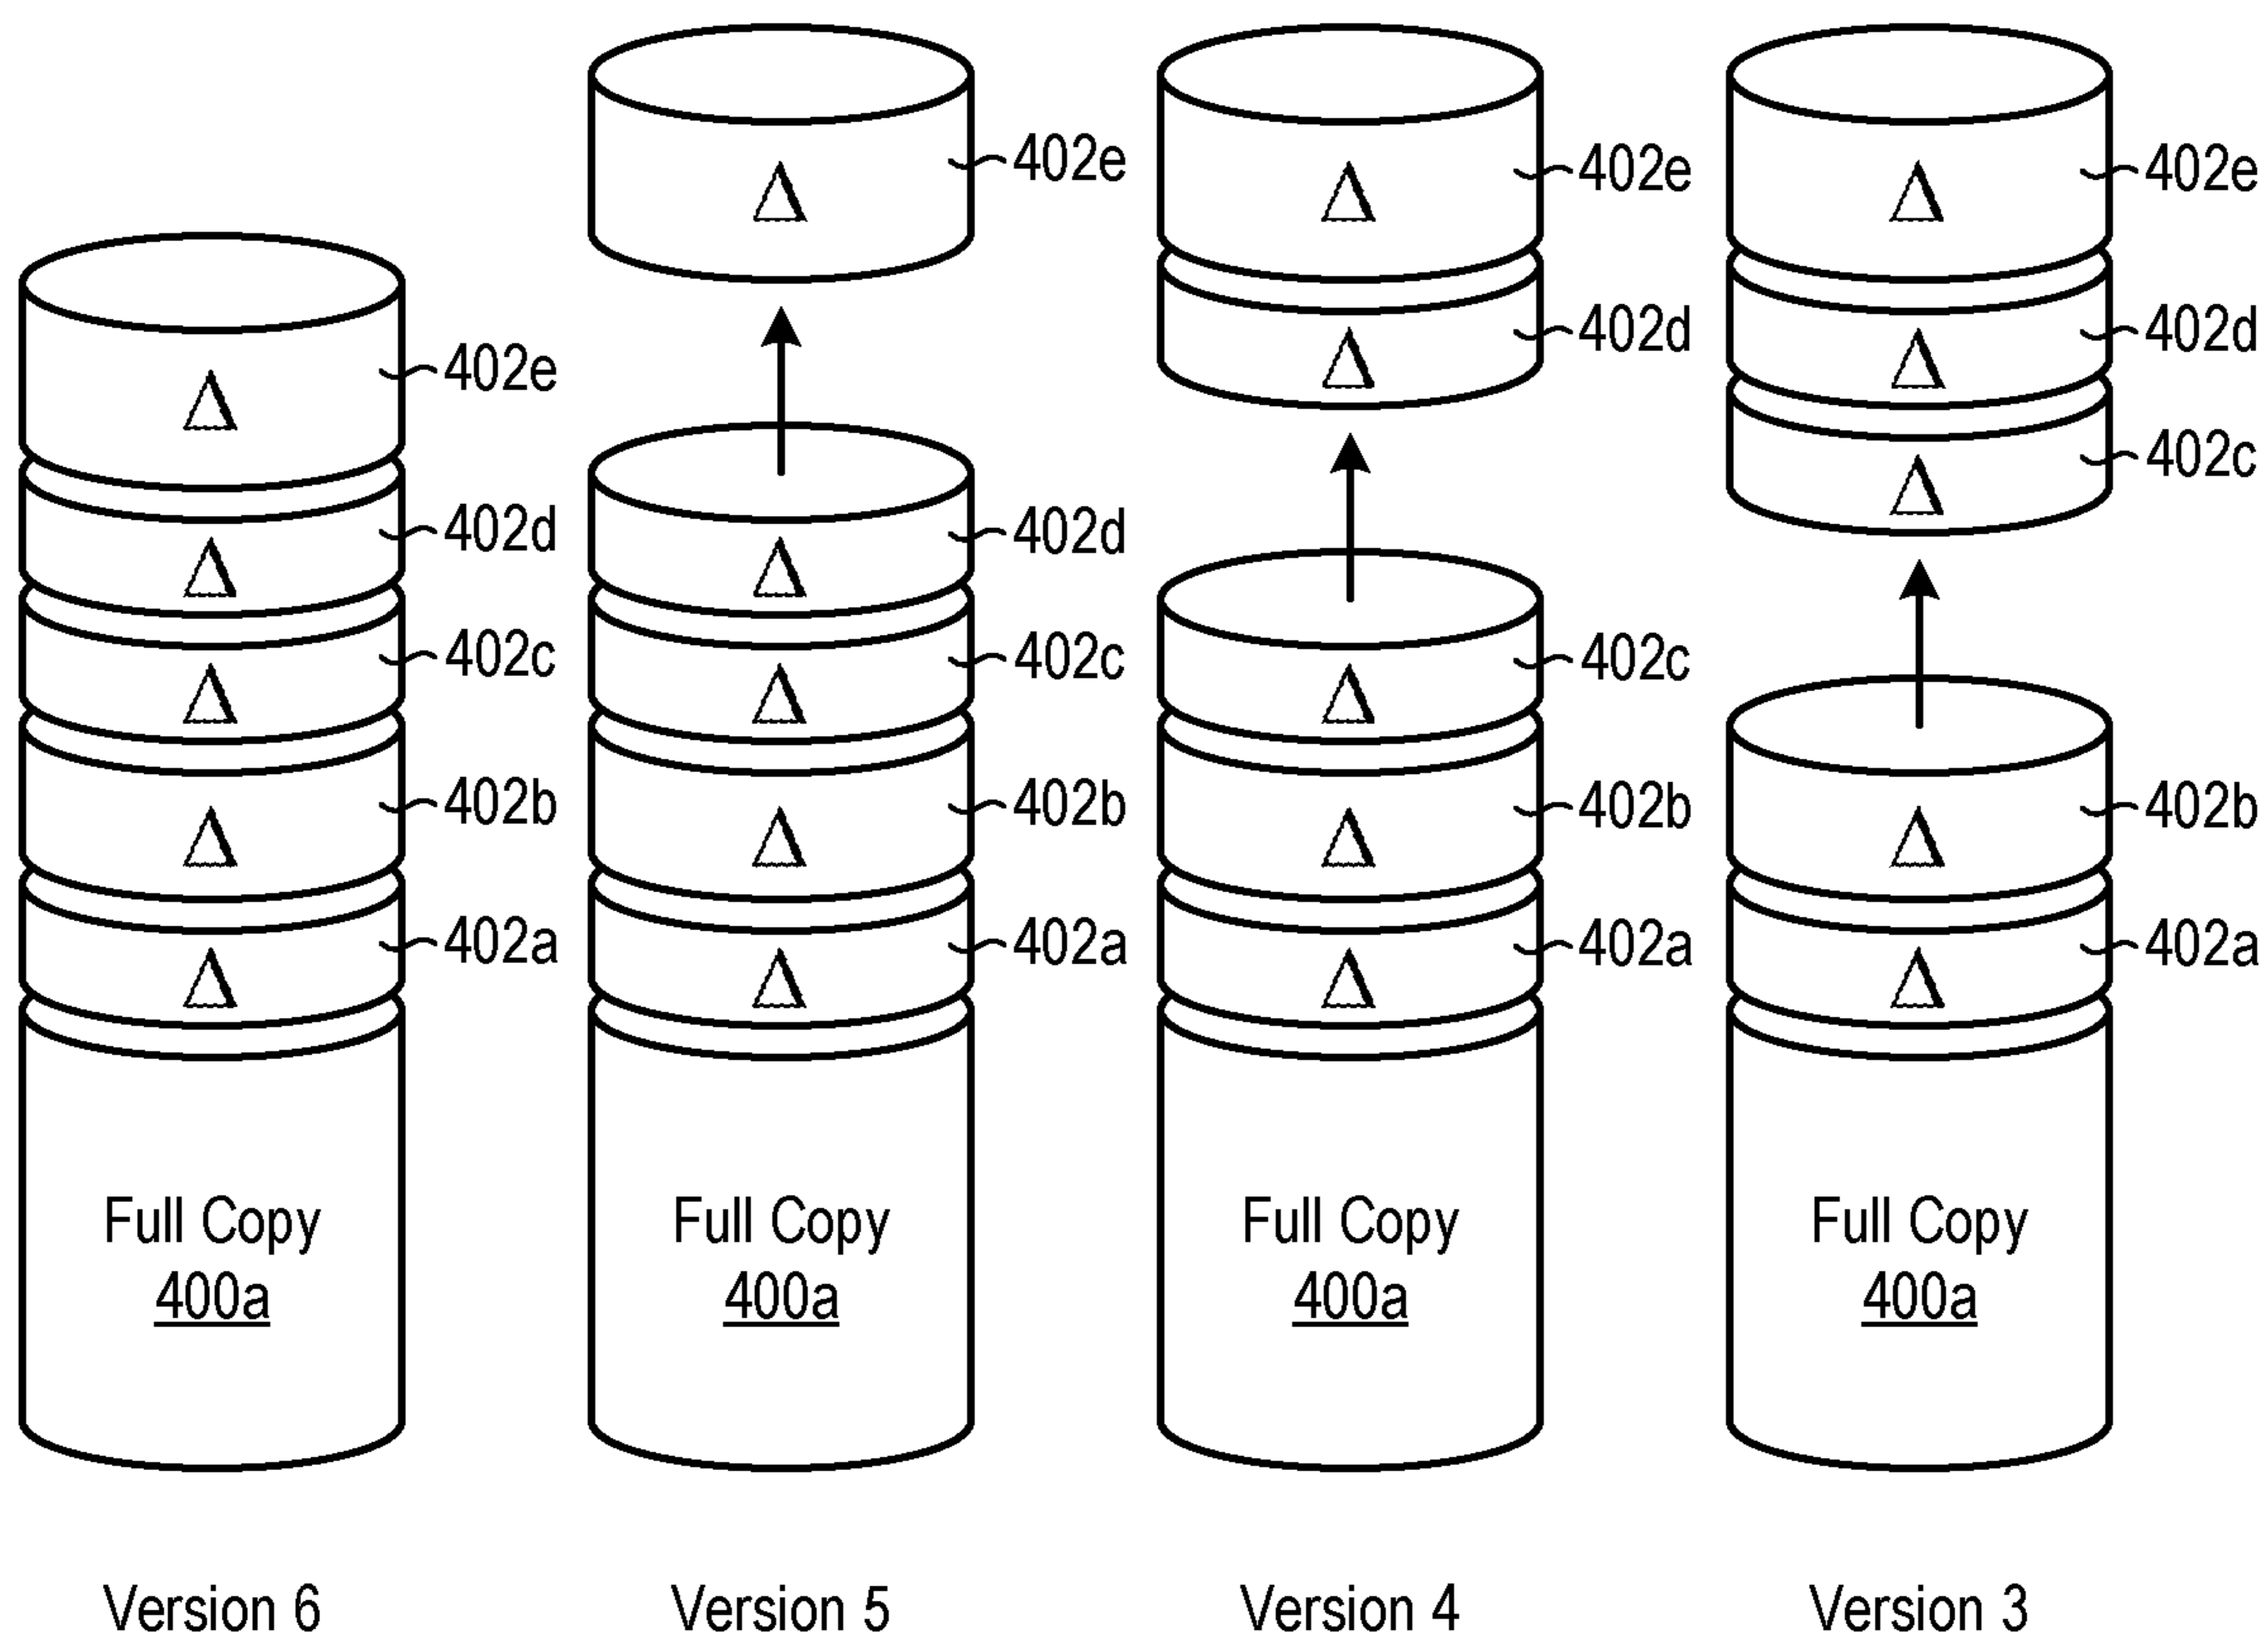 402e
402d
402c
402b
402a
Δ
Δ
Δ
Δ
Δ
Full Copy
400a
Version 6
402e
402d
402c
402b
402a
Δ
Δ
Δ
Δ
Δ
Full Copy
400a
Version 5
402e
402d
402c
402b
402a
Δ
Δ
Δ
Δ
Δ
Full Copy
400a
Version 4
402e
402d
402c
402b
402a
Δ
Δ
Δ
Δ
Δ
Full Copy
400a
Version 3